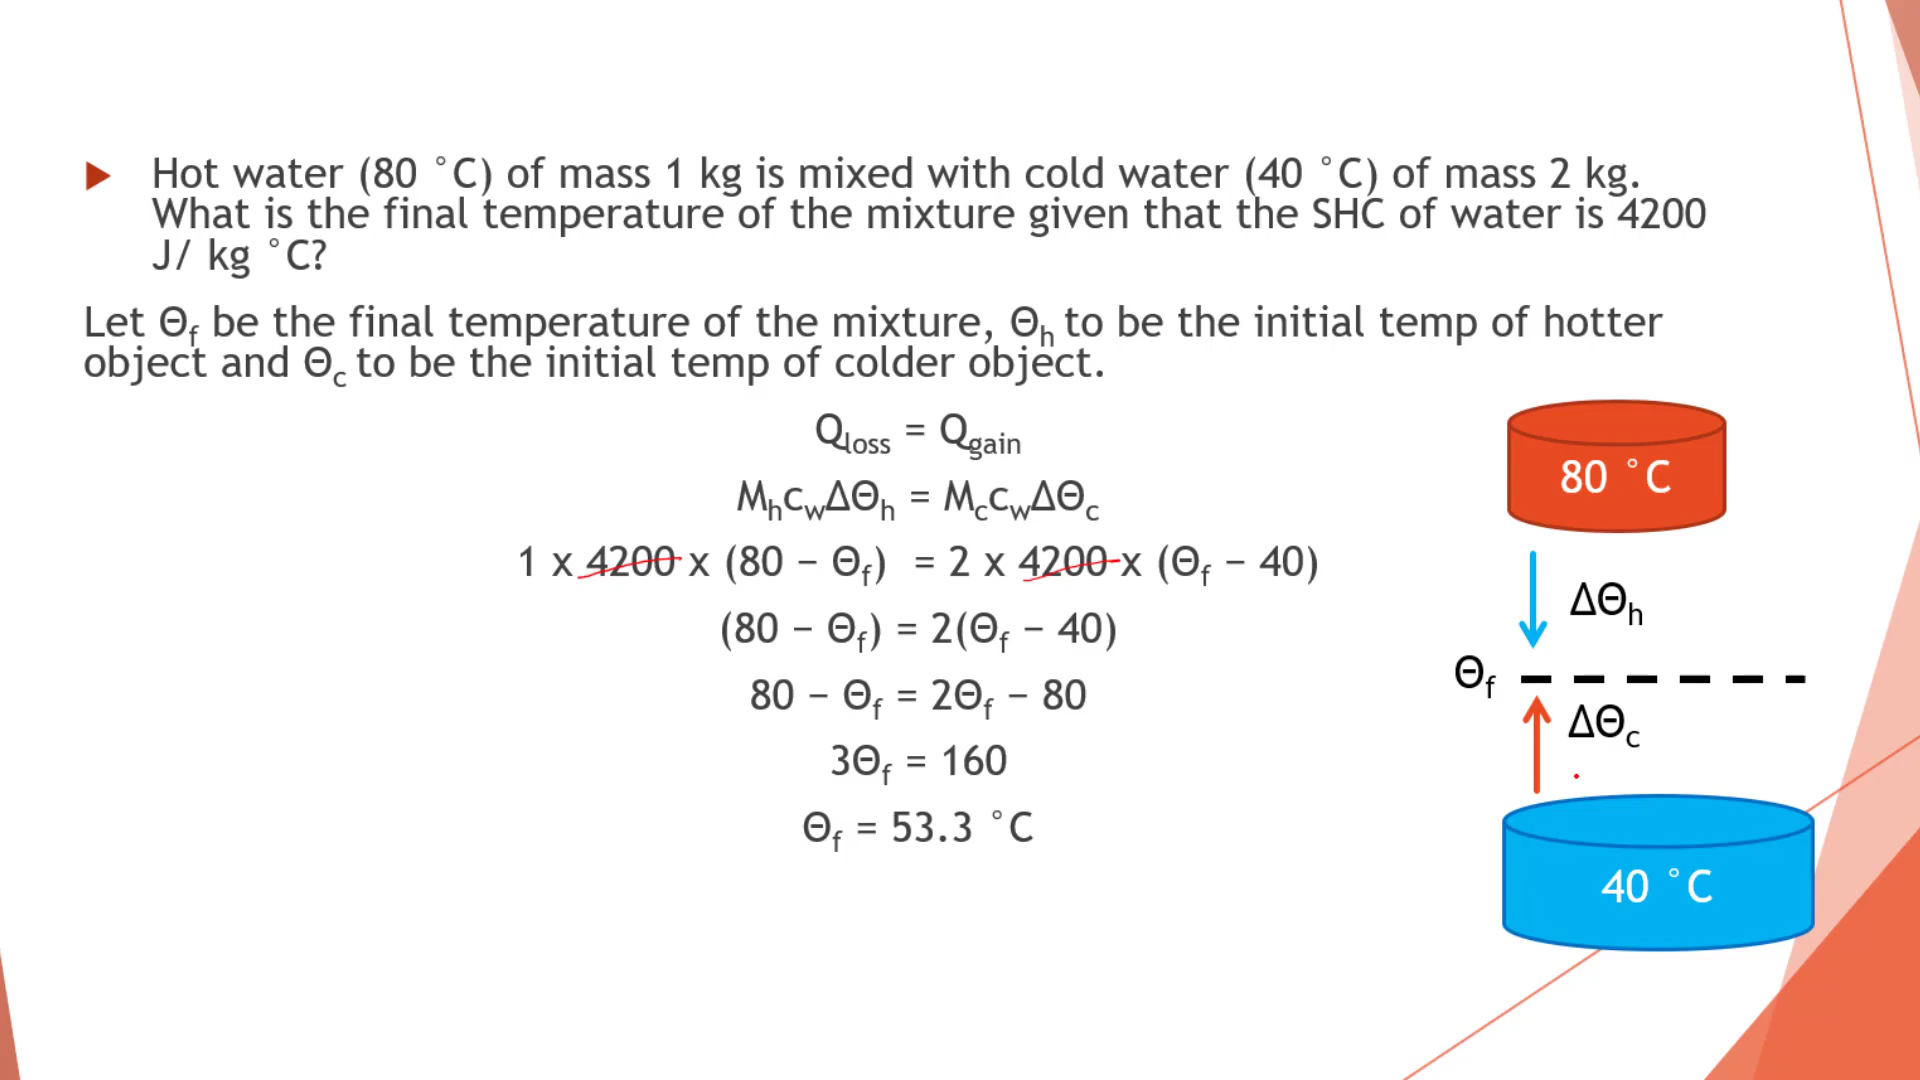 Hot water (80 °C) of mass 1 kg is mixed with cold water (40 °C) of mass 2 kg.
What is the final temperature of the mixture given that the SHC of water is 4200
J/ kg °C?
Let Θf be the final temperature of the mixture, Θh to be the initial temp of hotter
object and Θc to be the initial temp of colder object.
Qloss = Qgain
MhcwΔΘh = MccwΔΘc
1 x 4200 x (80 – Θf) = 2 x 4200 x (Θf – 40)
(80 – Θf) = 2(Θf – 40)
80 – Θf = 2Θf – 80
3Θf = 160
Θf = 53.3 °C
80 °C
ΔΘh
Θf
ΔΘc
40 °C